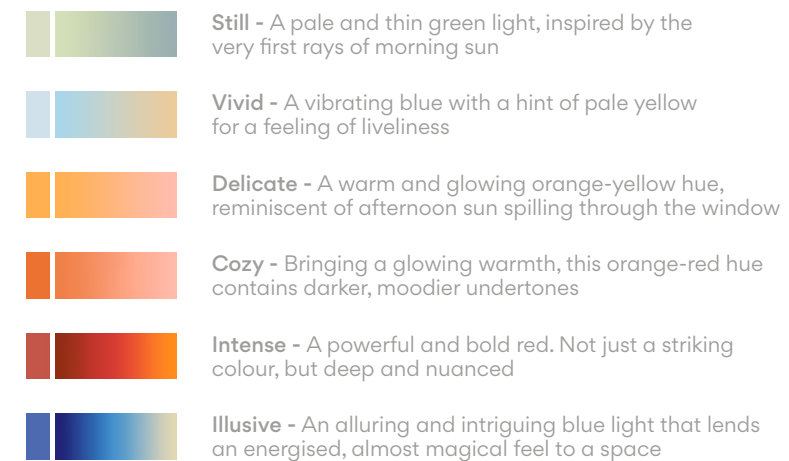 Still - A pale and thin green light, inspired by the
very first rays of morning sun
Vivid - A vibrating blue with a hint of pale yellow
for a feeling of liveliness
Delicate - A warm and glowing orange-yellow hue,
reminiscent of afternoon sun spilling through the window
Cozy - Bringing a glowing warmth, this orange-red hue
contains darker, moodier undertones
Intense - A powerful and bold red. Not just a striking
colour, but deep and nuanced
Illusive - An alluring and intriguing blue light that lends
an energised, almost magical feel to a space